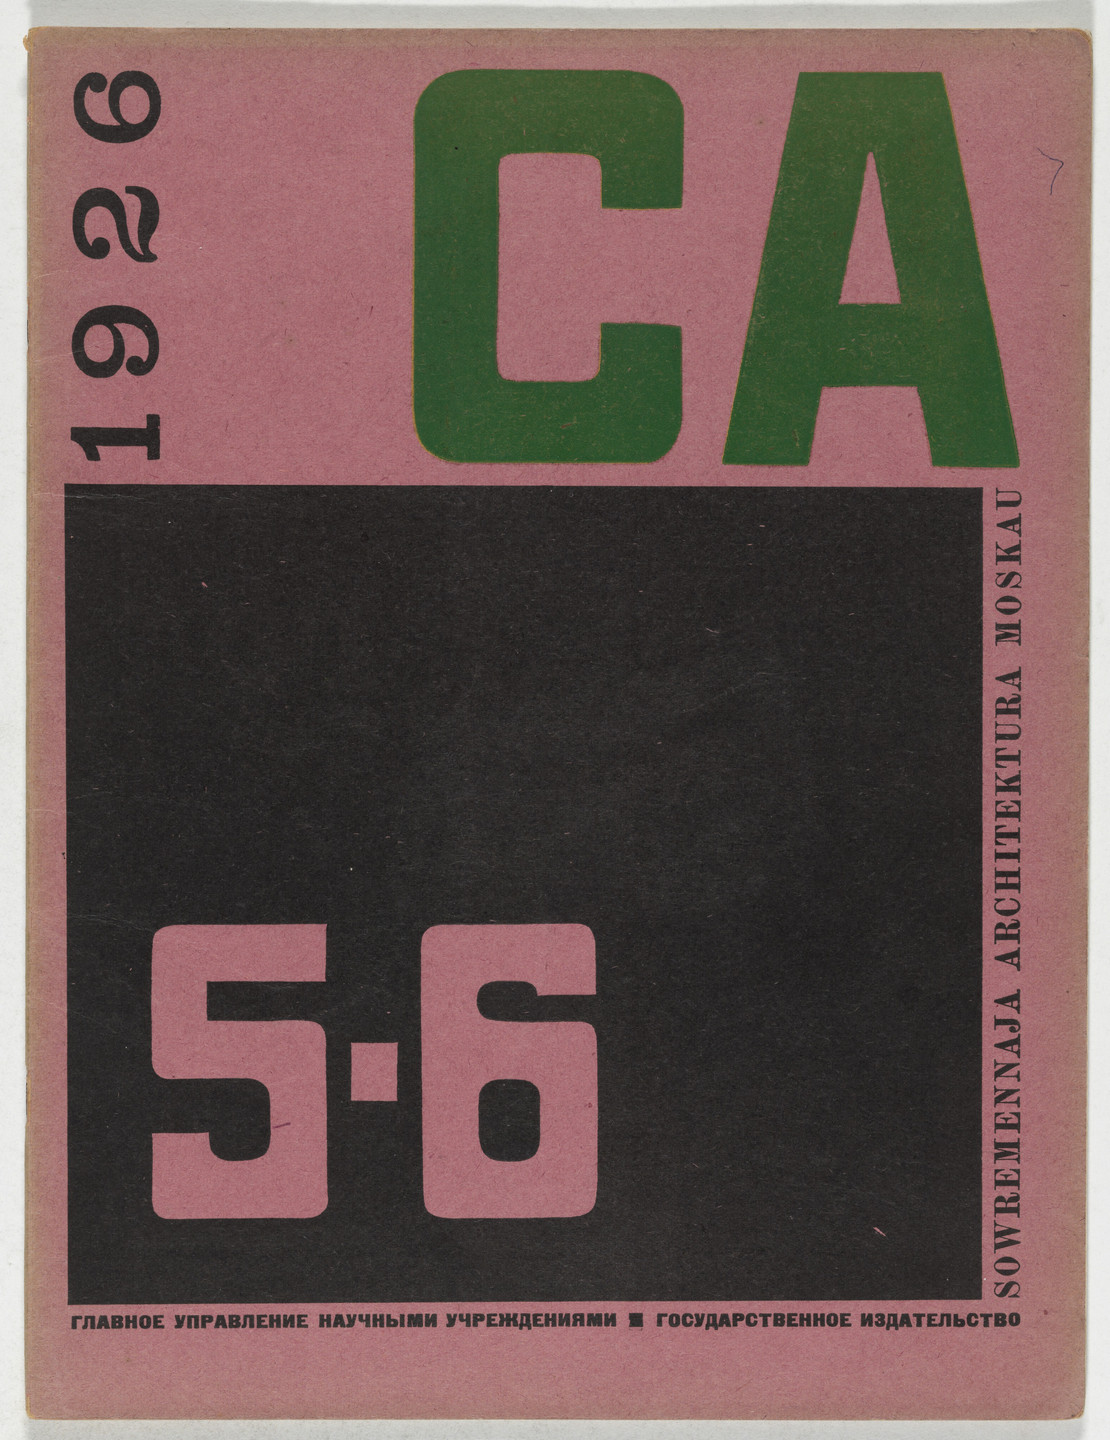 1926
СА
SOWREMENNAJA ARCHITEKTURA MOSKAU
5·6
ГЛАВНОЕ УПРАВЛЕНИЕ НАУЧНЫМИ УЧРЕЖДЕНИЯМИ ■ ГОСУДАРСТВЕННОЕ ИЗДАТЕЛЬСТВО